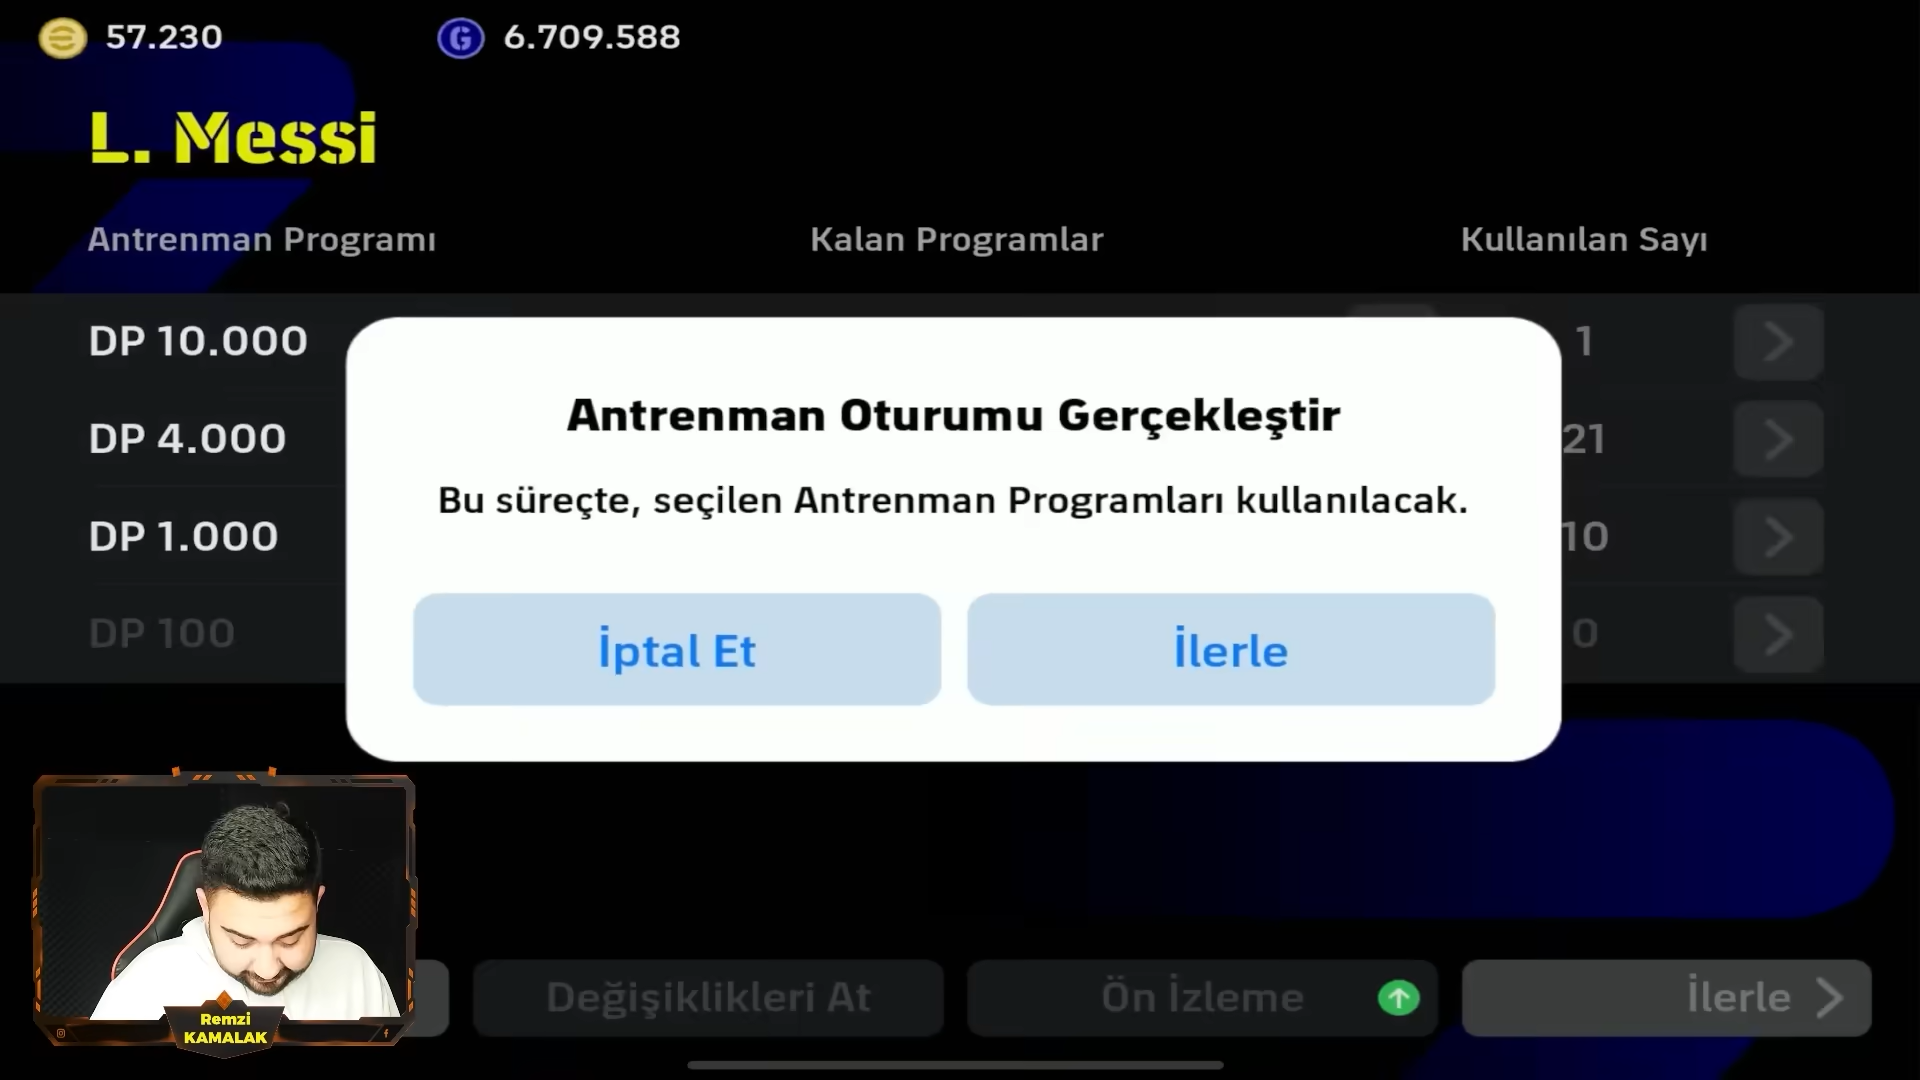 57.230
6.709.588
L. Messi
Antrenman Programı
Kalan Programlar
Kullanılan Sayı
DP 10.000
1
DP 4.000
21
DP 1.000
10
DP 100
0
Antrenman Oturumu Gerçekleştir
Bu süreçte, seçilen Antrenman Programları kullanılacak.
İptal Et
İlerle
Değişiklikleri At
Ön İzleme
İlerle
Remzi
KAMALAK